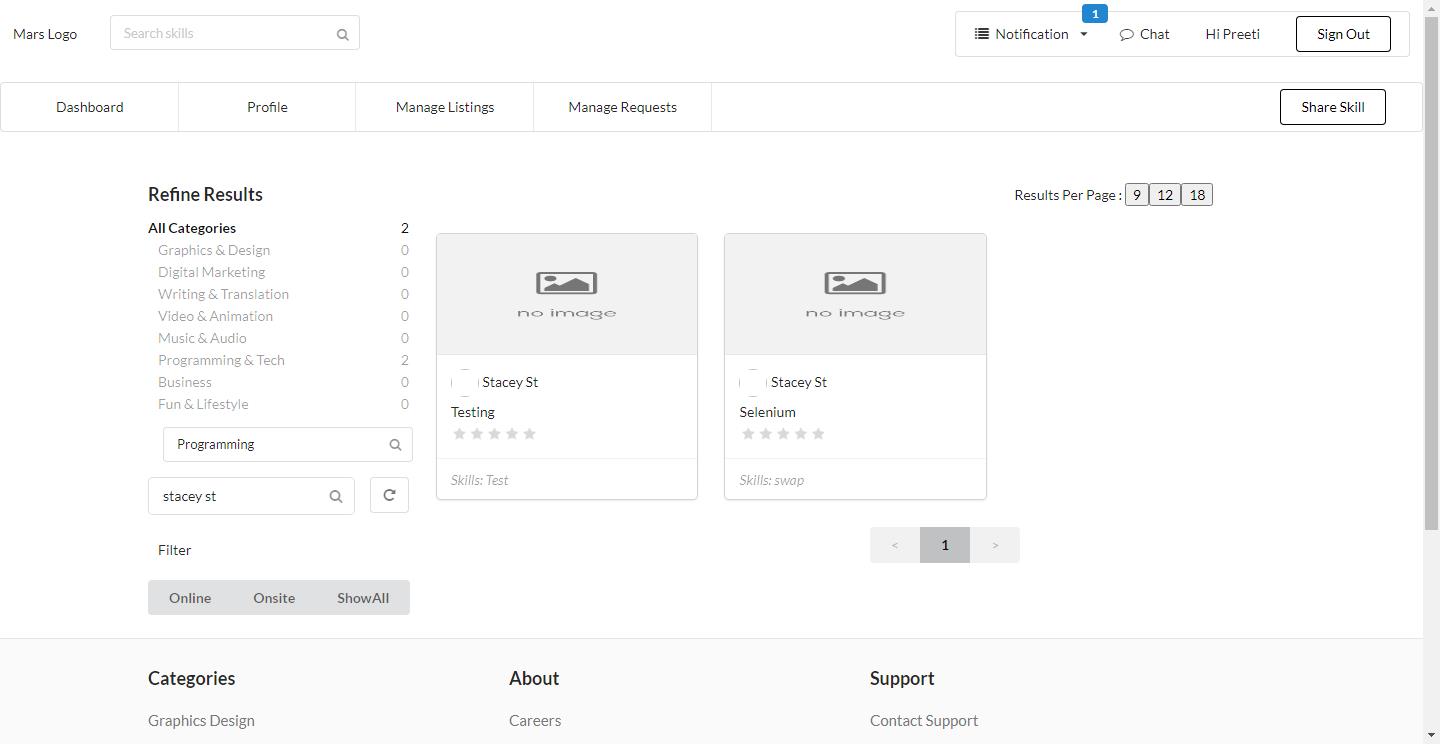 Mars Logo
Search skills
1
Notification
Chat
Hi Preeti
Sign Out
Dashboard
Profile
Manage Listings
Manage Requests
Share Skill
Refine Results
Results Per Page : 9 12 18
All Categories 2
Graphics & Design 0
Digital Marketing 0
Writing & Translation 0
Video & Animation 0
Music & Audio 0
Programming & Tech 2
Business 0
Fun & Lifestyle 0
Programming
stacey st
Filter
Online Onsite ShowAll
no image
Stacey St
Testing
Skills: Test
no image
Stacey St
Selenium
Skills: swap
< 1 >
Categories
Graphics Design
About
Careers
Support
Contact Support